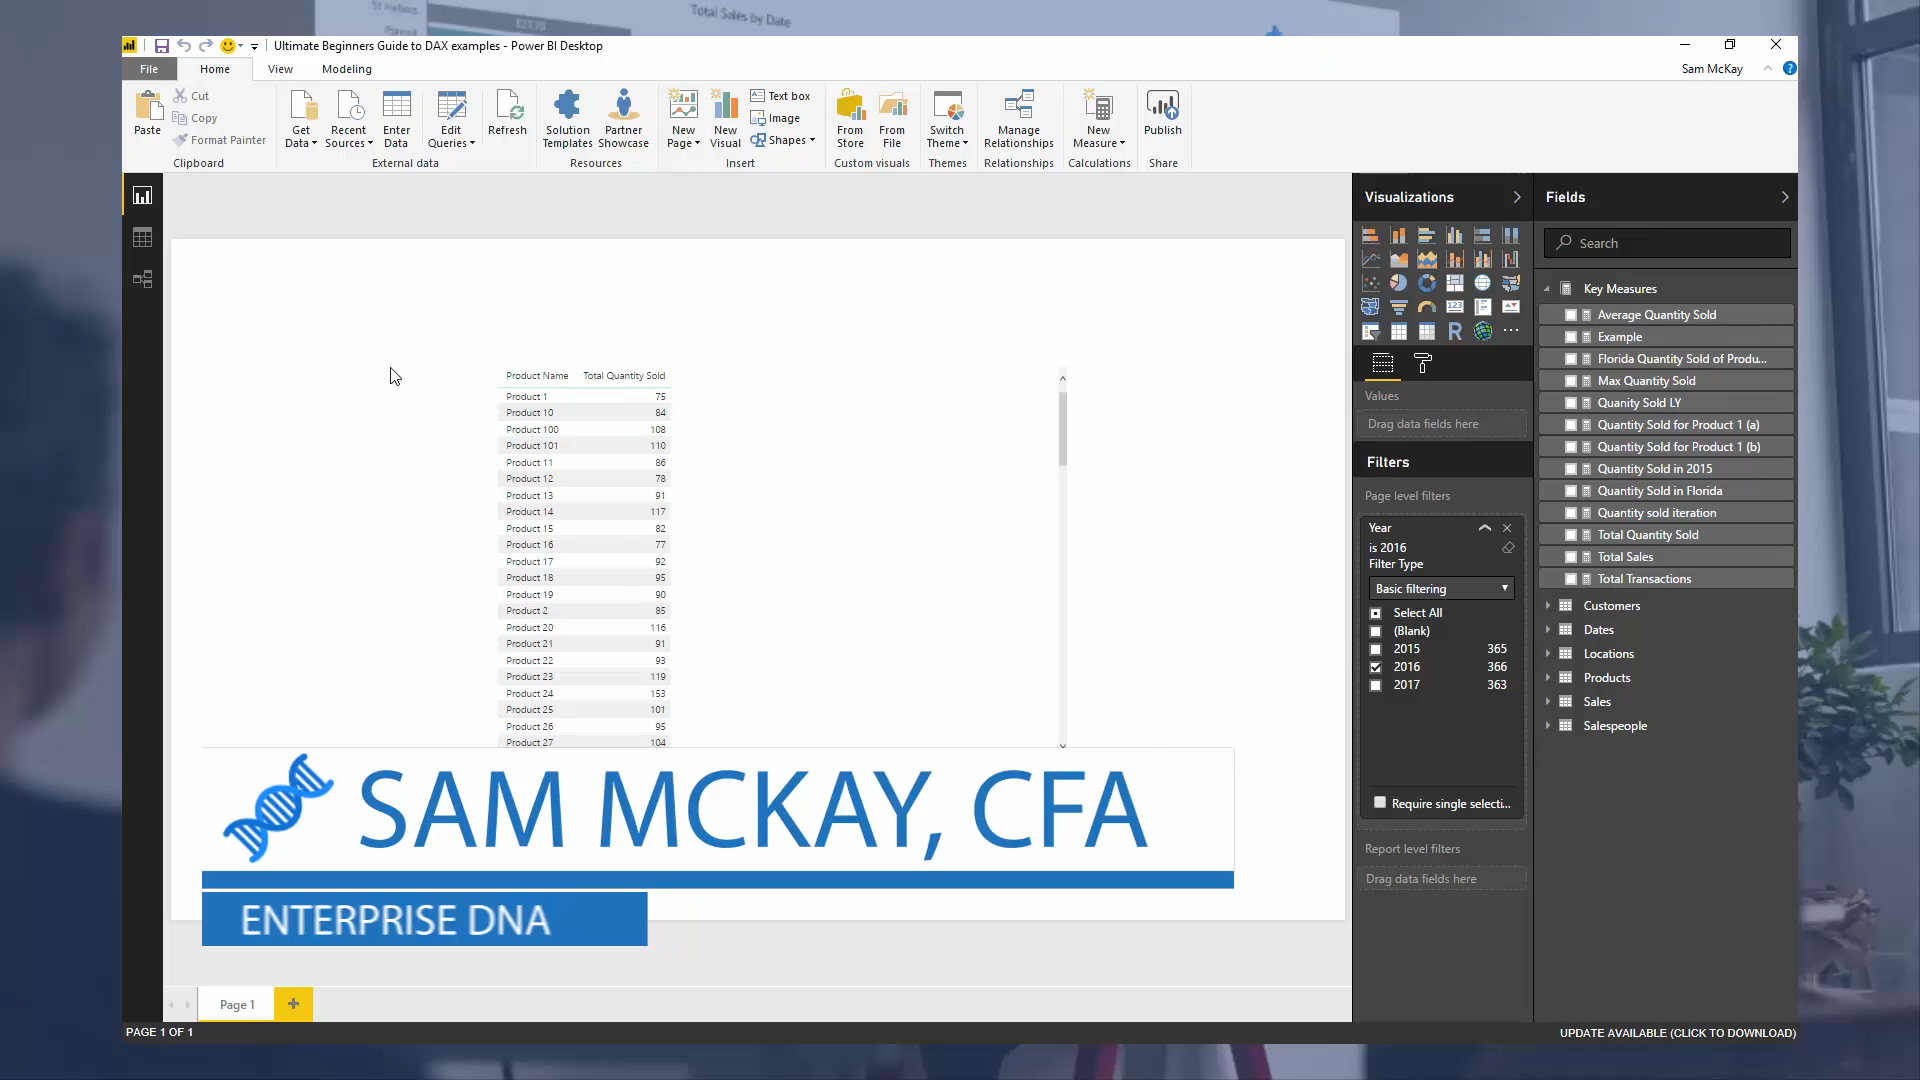 St Heliers
Total Sales by Date
Ultimate Beginners Guide to DAX examples - Power BI Desktop
File
Home
View
Modeling
Sam McKay
Paste
Cut
Copy
Format Painter
Clipboard
Get Data
Recent Sources
Enter Data
Edit Queries
Refresh
External data
Solution Templates
Partner Showcase
Resources
New Page
New Visual
Text box
Image
Shapes
Insert
From Store
From File
Custom visuals
Switch Theme
Themes
Manage Relationships
Relationships
New Measure
Calculations
Publish
Share
Product Name Total Quantity Sold
Product 1 75
Product 10 84
Product 100 108
Product 101 110
Product 11 86
Product 12 78
Product 13 91
Product 14 117
Product 15 82
Product 16 77
Product 17 92
Product 18 95
Product 19 90
Product 2 85
Product 20 116
Product 21 91
Product 22 93
Product 23 119
Product 24 153
Product 25 101
Product 26 95
Product 27 104
SAM MCKAY, CFA
ENTERPRISE DNA
Page 1
PAGE 1 OF 1
UPDATE AVAILABLE (CLICK TO DOWNLOAD)
Visualizations
Values
Drag data fields here
Filters
Page level filters
Year
is 2016
Filter Type
Basic filtering
Select All
(Blank)
2015 365
2016 366
2017 363
Require single selecti...
Report level filters
Drag data fields here
Fields
Search
Key Measures
Average Quantity Sold
Example
Florida Quantity Sold of Produ...
Max Quantity Sold
Quanity Sold LY
Quantity Sold for Product 1 (a)
Quantity Sold for Product 1 (b)
Quantity Sold in 2015
Quantity Sold in Florida
Quantity sold iteration
Total Quantity Sold
Total Sales
Total Transactions
Customers
Dates
Locations
Products
Sales
Salespeople